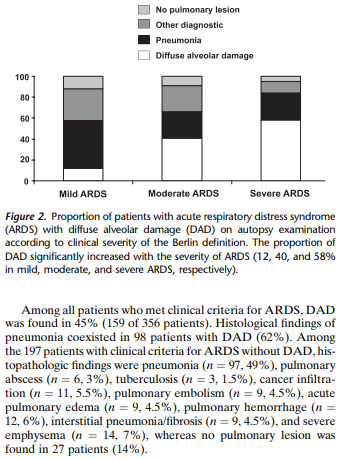 No pulmonary lesion
Other diagnostic
Pneumonia
Diffuse alveolar damage
100
80
60
40
20
0
Mild ARDS
Moderate ARDS
Severe ARDS
Figure 2. Proportion of patients with acute respiratory distress syndrome
(ARDS) with diffuse alveolar damage (DAD) on autopsy examination
according to clinical severity of the Berlin definition. The proportion of
DAD significantly increased with the severity of ARDS (12, 40, and 58%
in mild, moderate, and severe ARDS, respectively).
Among all patients who met clinical criteria for ARDS, DAD
was found in 45% (159 of 356 patients). Histological findings of
pneumonia coexisted in 98 patients with DAD (62%). Among
the 197 patients with clinical criteria for ARDS without DAD, his-
topathologic findings were pneumonia (n = 97, 49%), pulmonary
abscess (n = 6, 3%), tuberculosis (n = 3, 1.5%), cancer infiltra-
tion (n = 11, 5.5%), pulmonary embolism (n = 9, 4.5%), acute
pulmonary edema (n = 9, 4.5%), pulmonary hemorrhage (n =
12, 6%), interstitial pneumonia/fibrosis (n = 9, 4.5%), and severe
emphysema (n = 14, 7%), whereas no pulmonary lesion was
found in 27 patients (14%).